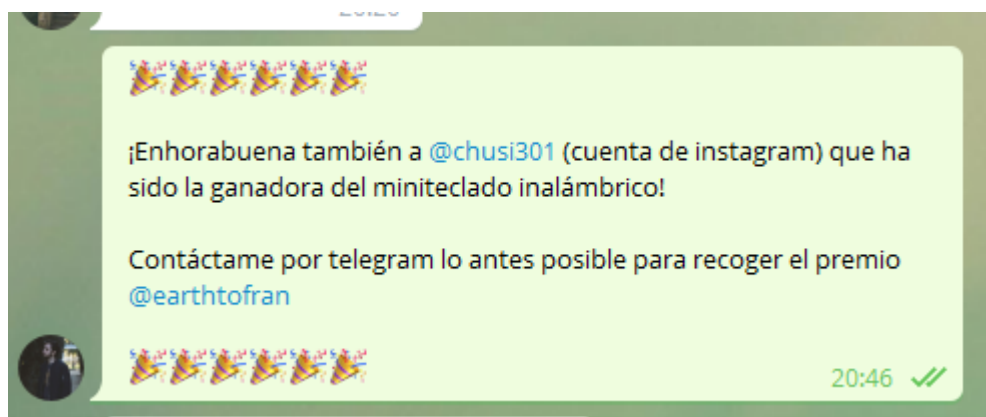 🎉🎉🎉🎉🎉🎉
¡Enhorabuena también a @chusi301 (cuenta de instagram) que ha
sido la ganadora del miniteclado inalámbrico!
Contáctame por telegram lo antes posible para recoger el premio
@earthtofran
🎉🎉🎉🎉🎉🎉
20:46